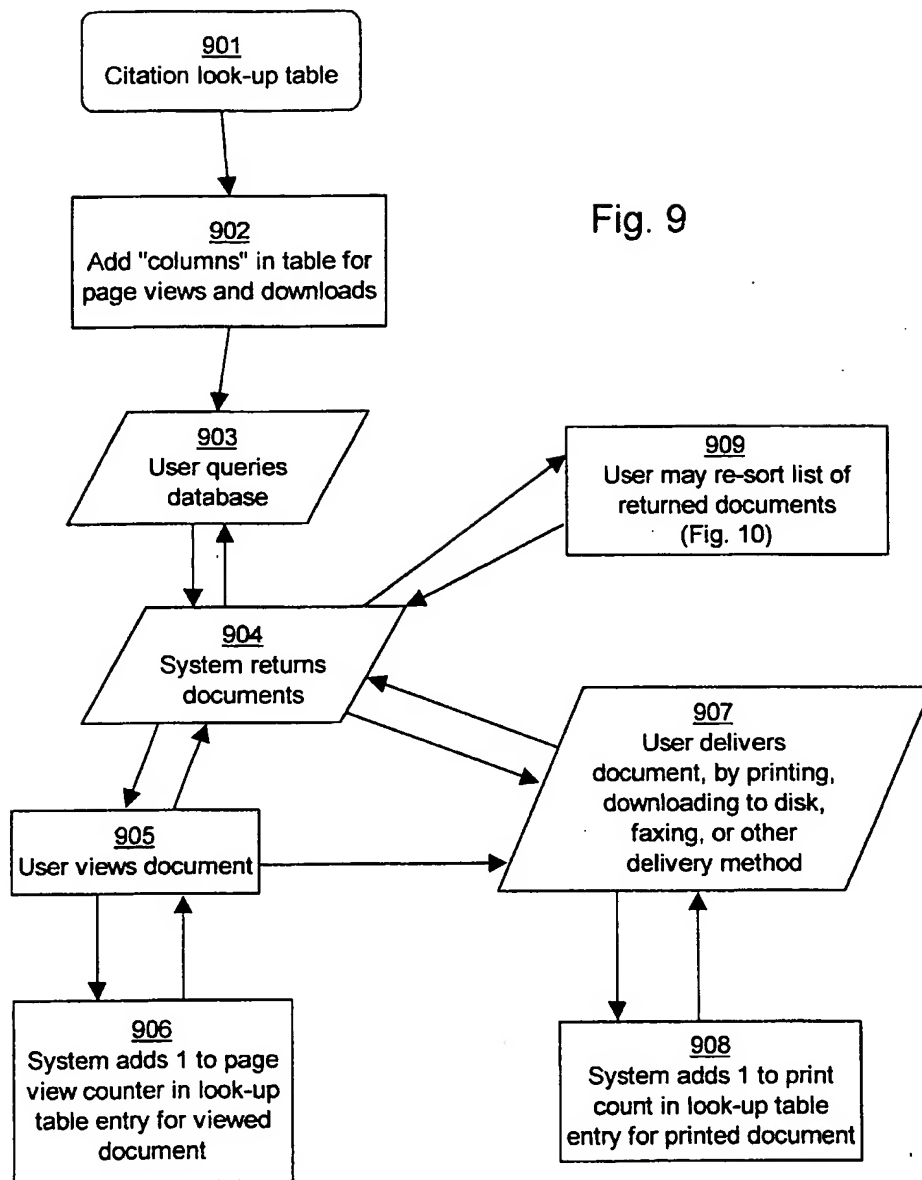 901
Citation look-up table
Fig. 9
902
Add "columns" in table for
page views and downloads
903
User queries
database
909
User may re-sort list of
returned documents
(Fig. 10)
904
System returns
documents
907
User delivers
document, by printing,
downloading to disk,
faxing, or other
delivery method
905
User views document
906
System adds 1 to page
view counter in look-up
table entry for viewed
document
908
System adds 1 to print
count in look-up table
entry for printed document